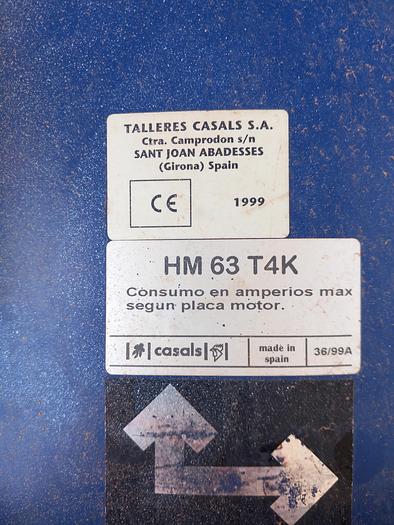 TALLERES CASALS S.A.
Ctra. Camprodon s/n
SANT JOAN ABADESSES
(Girona) Spain
CE
1999
HM 63 T4K
Consumo en amperios max
segun placa motor.
casals
made in
spain
36/99A